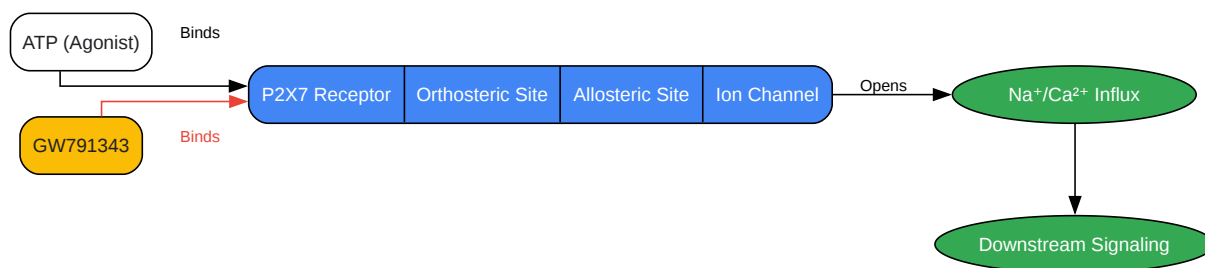 ATP (Agonist)
Binds
P2X7 Receptor
Orthosteric Site
Allosteric Site
Ion Channel
Opens
Na⁺/Ca²⁺ Influx
GW791343
Binds
Downstream Signaling